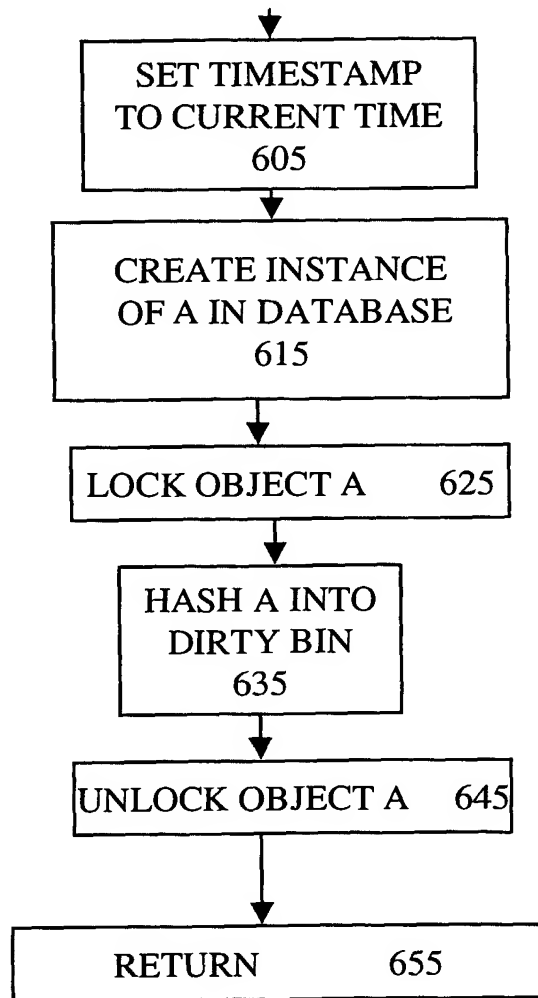 SET TIMESTAMP
TO CURRENT TIME
605
CREATE INSTANCE
OF A IN DATABASE
615
LOCK OBJECT A 625
HASH A INTO
DIRTY BIN
635
UNLOCK OBJECT A 645
RETURN 655